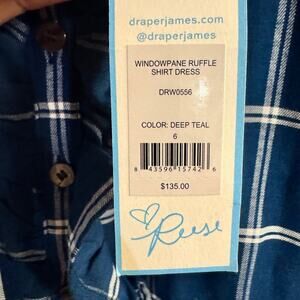 draperjames.com
@draperjames
WINDOWPANE RUFFLE
SHIRT DRESS
DRW0556
COLOR: DEEP TEAL
6
8 43596 15742 6
$135.00
Reese